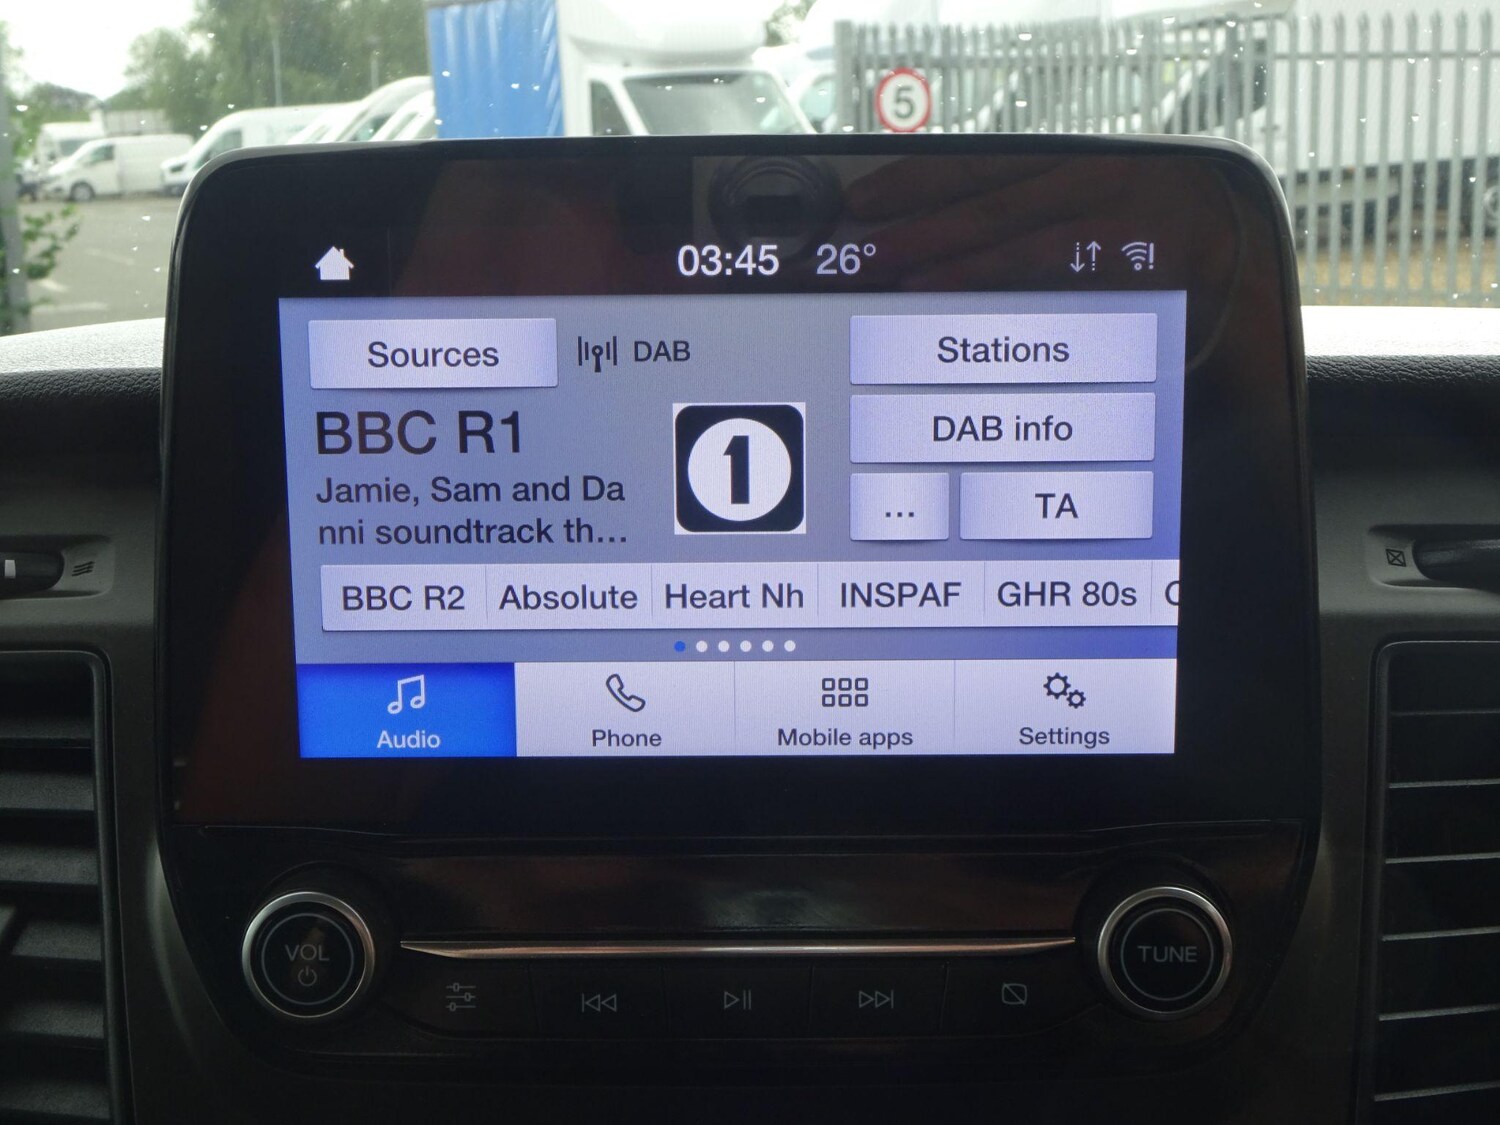 5
03:45 26°
Sources DAB Stations
BBC R1
1
DAB info
Jamie, Sam and Da
nni soundtrack th...
... TA
BBC R2 Absolute Heart Nh INSPAF GHR 80s
Audio Phone Mobile apps Settings
VOL
TUNE